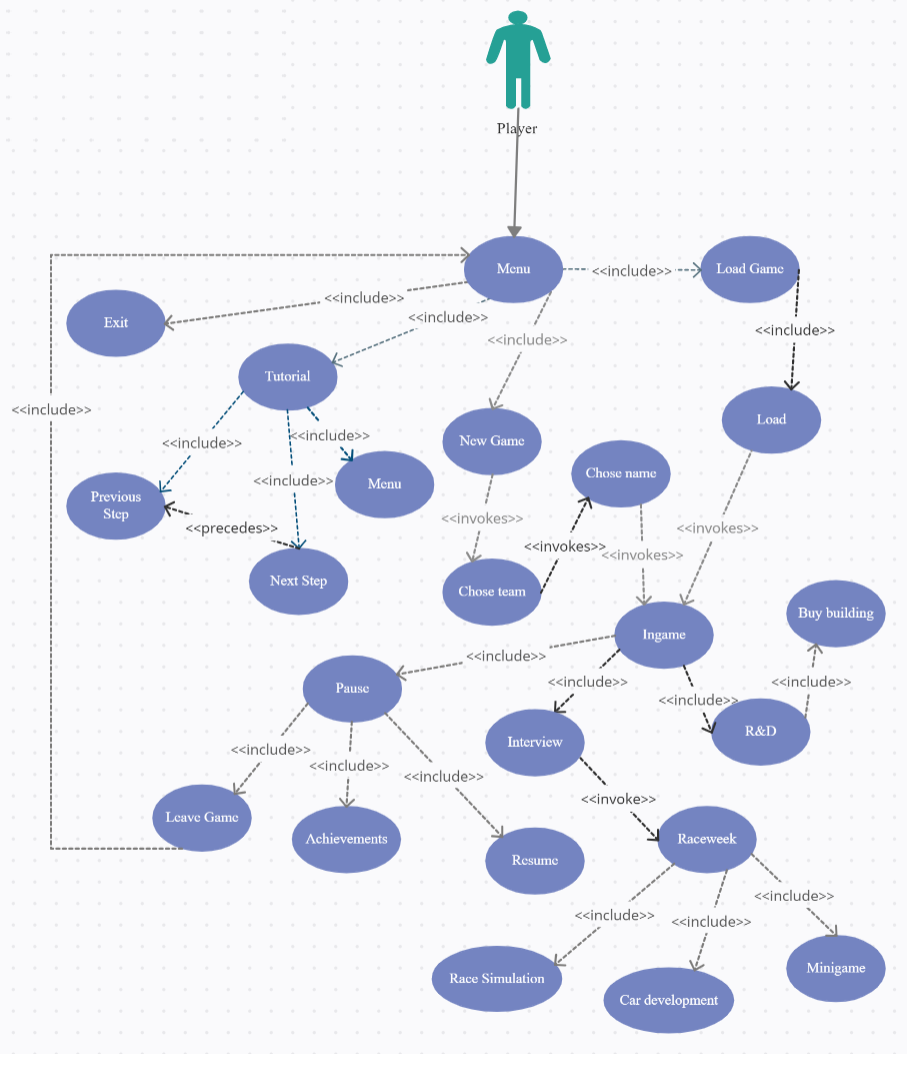 Player
Menu
<<include>>
Load Game
<<include>>
Exit
<<include>>
<<include>>
<<include>>
Tutorial
<<include>>
<<include>>
<<include>>
Load
New Game
Chose name
<<include>>
Menu
Previous
Step
<<precedes>>
<<invokes>>
<<invokes>>
<<invokes>>
<<invokes>>
Next Step
Chose team
Buy building
Ingame
<<include>>
<<include>>
<<include>>
<<include>>
Pause
Interview
R&D
<<include>>
<<include>>
<<include>>
<<invoke>>
Leave Game
Achievements
Resume
Raceweek
<<include>>
<<include>>
<<include>>
Race Simulation
Car development
Minigame